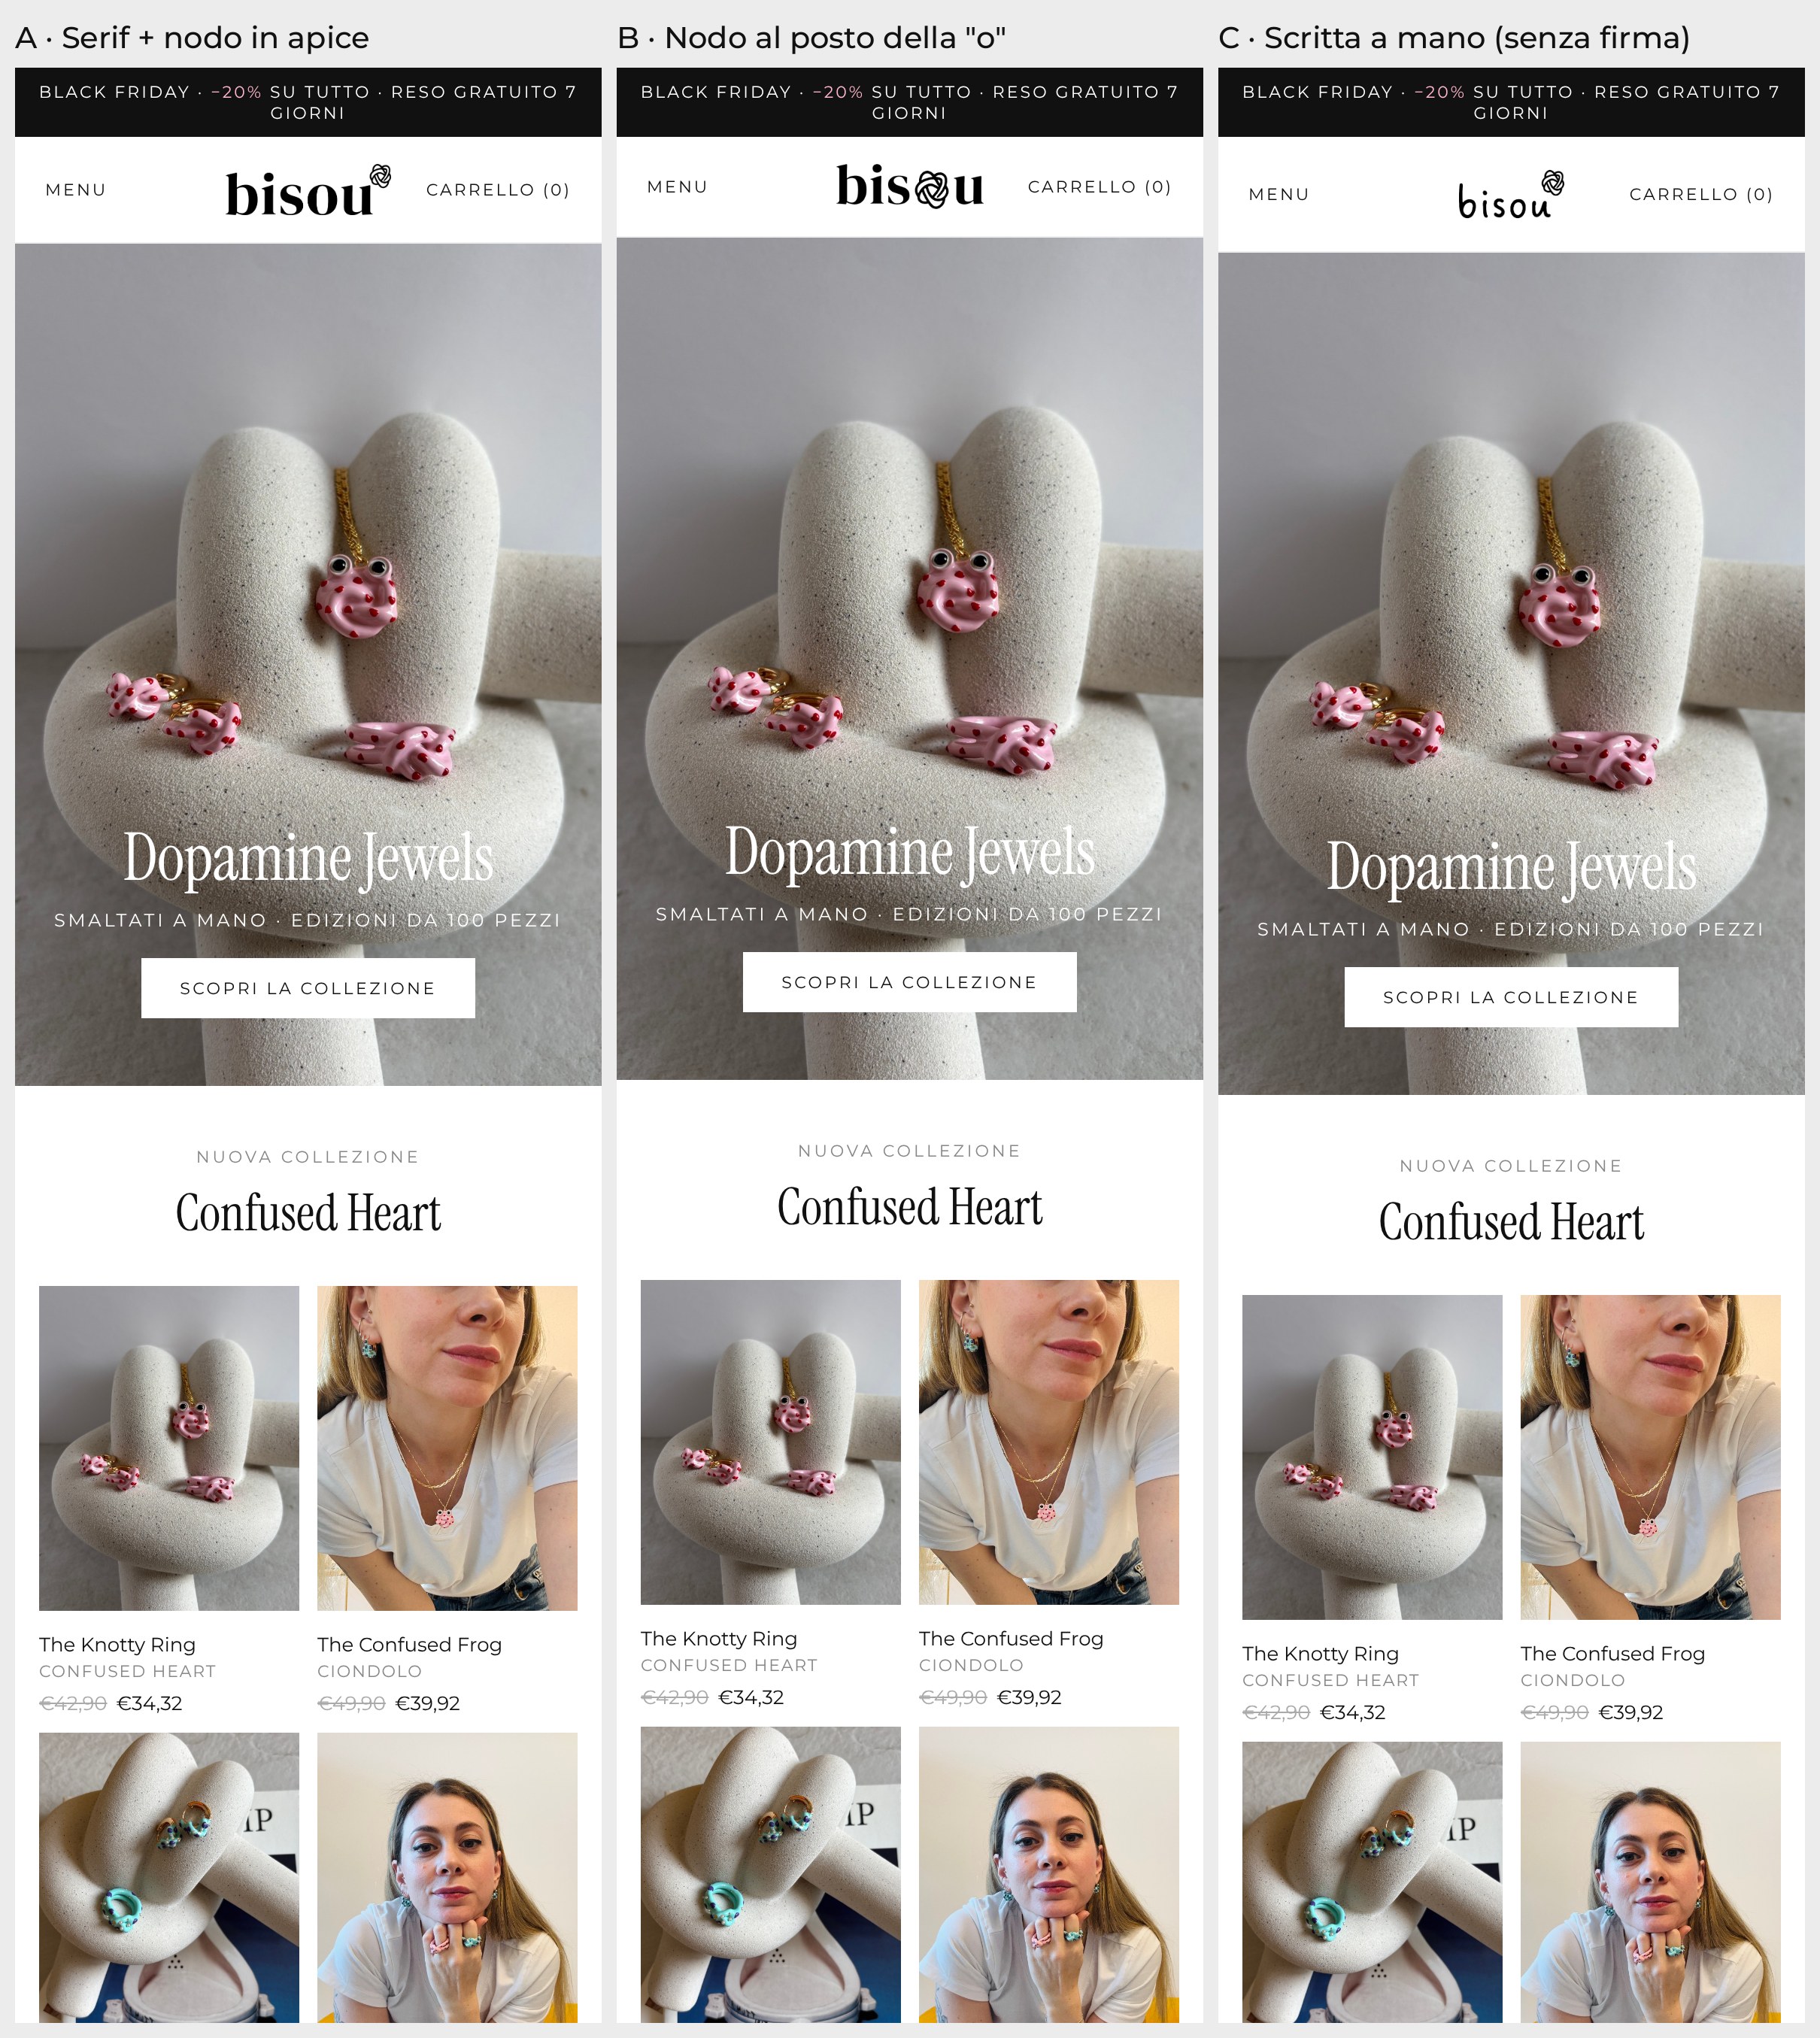 A · Serif + nodo in apice
BLACK FRIDAY · −20% SU TUTTO · RESO GRATUITO 7
GIORNI
MENU
bisou
CARRELLO (0)
Dopamine Jewels
SMALTATI A MANO · EDIZIONI DA 100 PEZZI
SCOPRI LA COLLEZIONE
NUOVA COLLEZIONE
Confused Heart
The Knotty Ring
CONFUSED HEART
€42,90 €34,32
The Confused Frog
CIONDOLO
€49,90 €39,92
IP
B · Nodo al posto della "o"
BLACK FRIDAY · −20% SU TUTTO · RESO GRATUITO 7
GIORNI
MENU
bisou
CARRELLO (0)
Dopamine Jewels
SMALTATI A MANO · EDIZIONI DA 100 PEZZI
SCOPRI LA COLLEZIONE
NUOVA COLLEZIONE
Confused Heart
The Knotty Ring
CONFUSED HEART
€42,90 €34,32
The Confused Frog
CIONDOLO
€49,90 €39,92
IP
C · Scritta a mano (senza firma)
BLACK FRIDAY · −20% SU TUTTO · RESO GRATUITO 7
GIORNI
MENU
bisou
CARRELLO (0)
Dopamine Jewels
SMALTATI A MANO · EDIZIONI DA 100 PEZZI
SCOPRI LA COLLEZIONE
NUOVA COLLEZIONE
Confused Heart
The Knotty Ring
CONFUSED HEART
€42,90 €34,32
The Confused Frog
CIONDOLO
€49,90 €39,92
IP